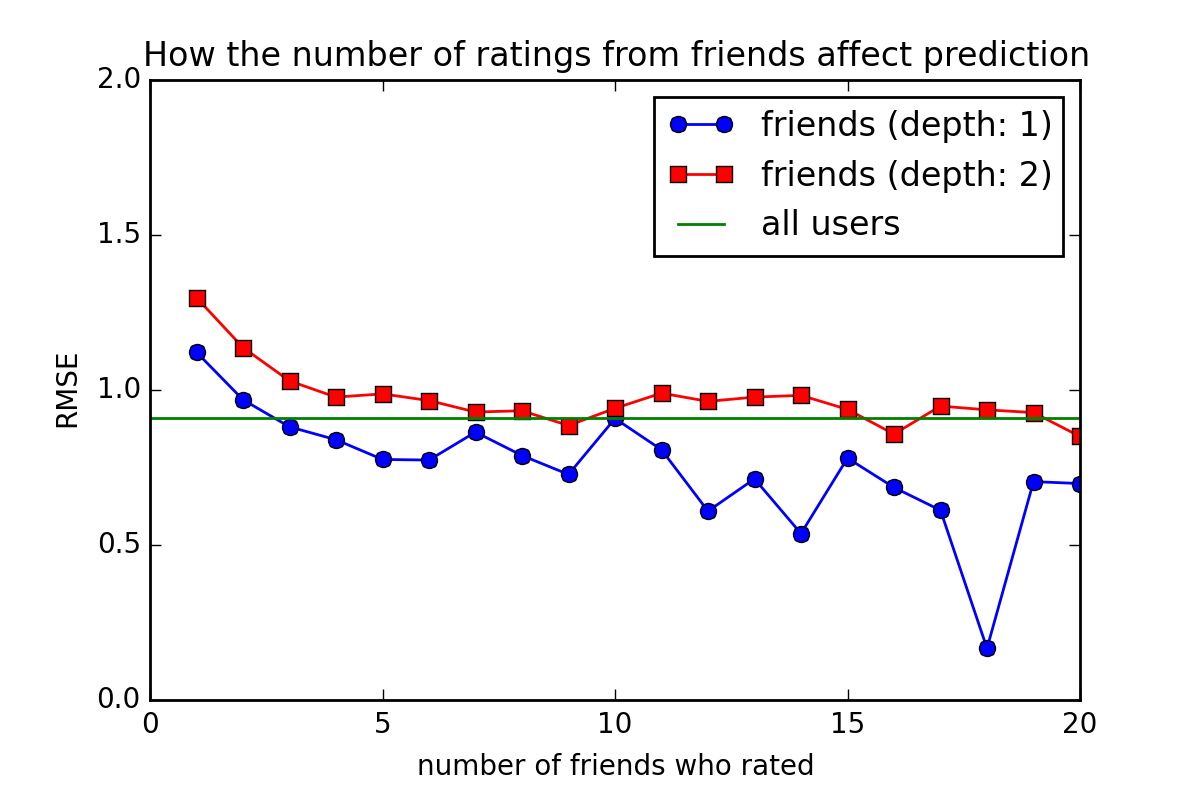 How the number of ratings from friends affect prediction
2.0
1.5
1.0
0.5
0.0
RMSE
friends (depth: 1)
friends (depth: 2)
all users
0 5 10 15 20
number of friends who rated